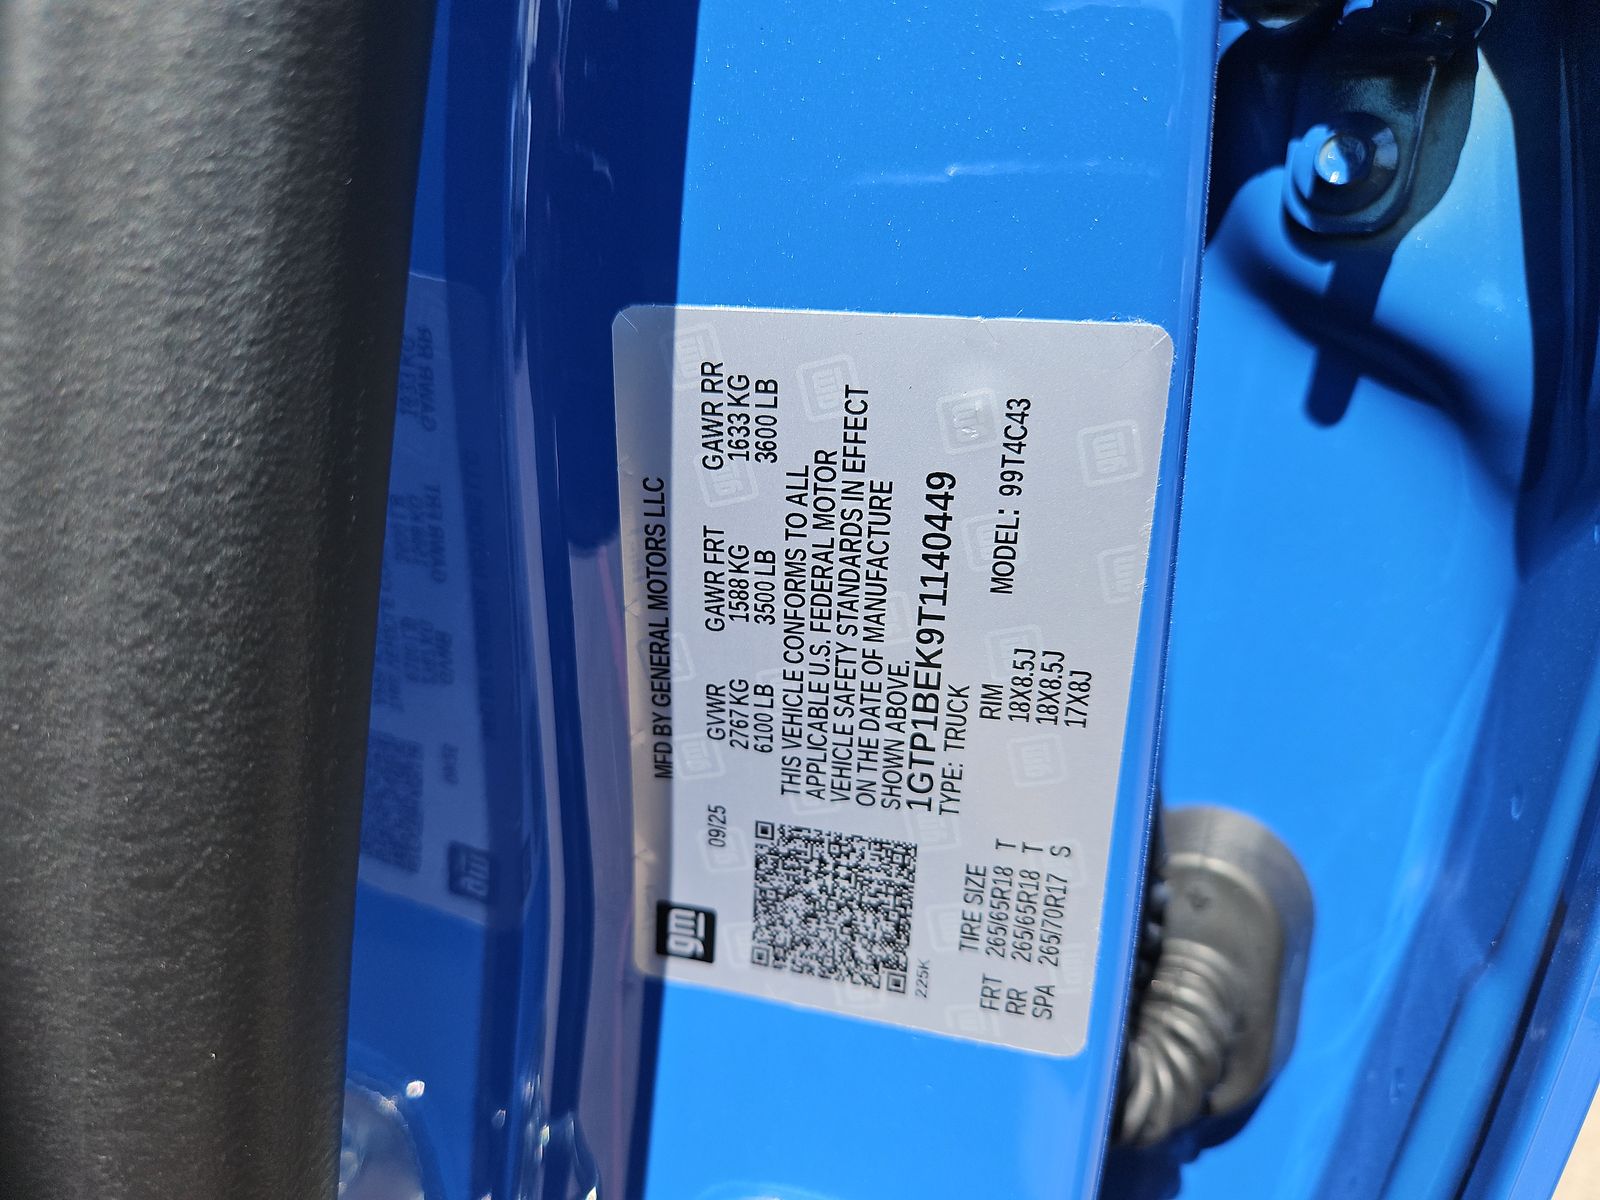 gm
MFD BY GENERAL MOTORS LLC
09/25
GVWR GAWR FRT GAWR RR
2767 KG 1588 KG 1633 KG
6100 LB 3500 LB 3600 LB
THIS VEHICLE CONFORMS TO ALL
APPLICABLE U.S. FEDERAL MOTOR
VEHICLE SAFETY STANDARDS IN EFFECT
ON THE DATE OF MANUFACTURE
SHOWN ABOVE.
1GTP1BEK9T1140449
TYPE: TRUCK
MODEL: 99T4C43
225K
TIRE SIZE RIM
FRT 265/65R18 T 18X8.5J
RR 265/65R18 T 18X8.5J
SPA 265/70R17 S 17X8J